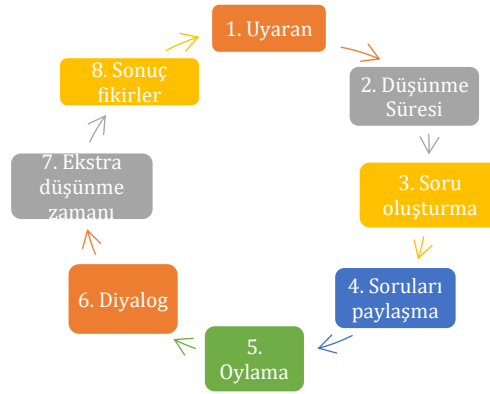 1. Uyaran
2. Düşünme
Süresi
3. Soru
oluşturma
4. Soruları
paylaşma
5.
Oylama
6. Diyalog
7. Ekstra
düşünme
zamanı
8. Sonuç
fikirler